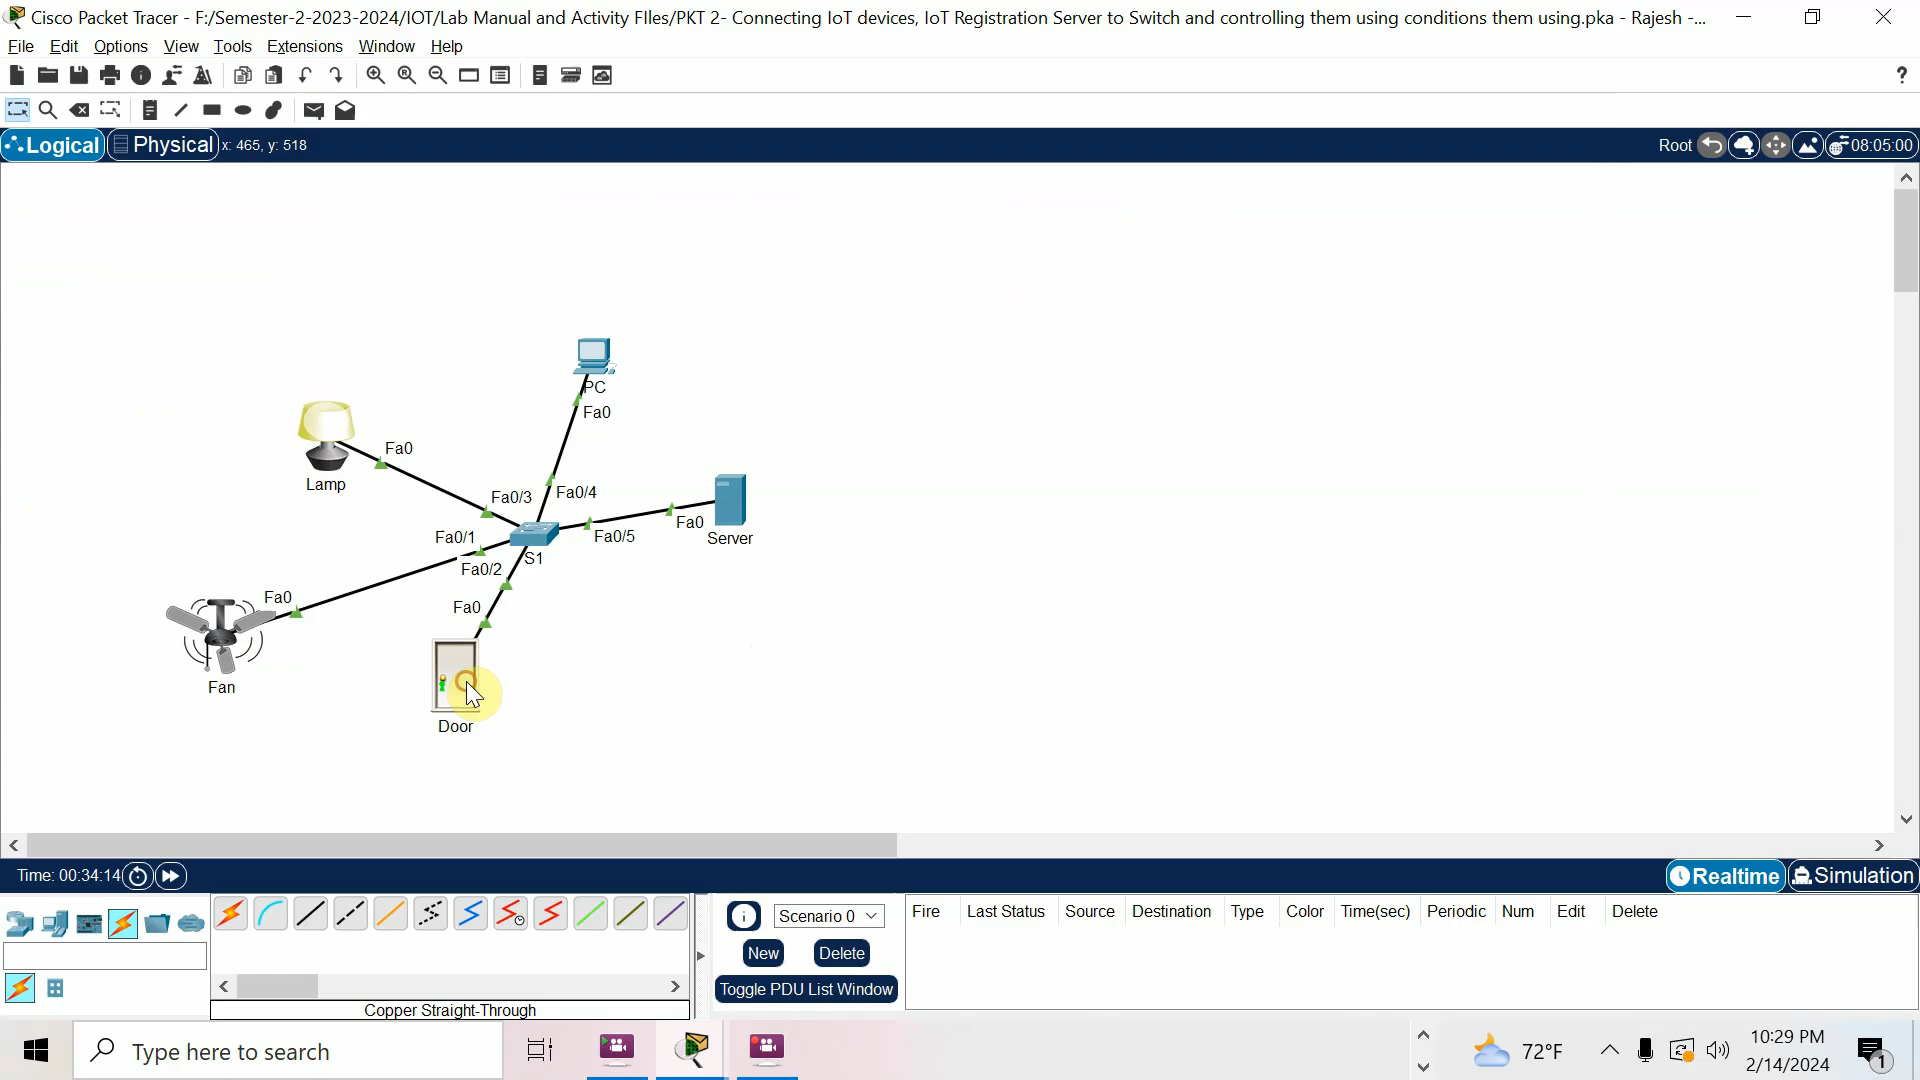 Cisco Packet Tracer - F:/Semester-2-2023-2024/IOT/Lab Manual and Activity FIles/PKT 2- Connecting IoT devices, IoT Registration Server to Switch and controlling them using conditions them using.pka - Rajesh -...
File Edit Options View Tools Extensions Window Help
?
Logical Physical x: 465, y: 518 Root 08:05:00
PC
Fa0
Fa0
Lamp
Fa0/3 Fa0/4
Fa0
Fa0/1 Fa0/5 Server
S1
Fa0/2
Fa0
Fa0
Fan
Door
Time: 00:34:14 Realtime Simulation
Scenario 0 Fire Last Status Source Destination Type Color Time(sec) Periodic Num Edit Delete
New Delete
Toggle PDU List Window
Copper Straight-Through
Type here to search
72°F
10:29 PM
2/14/2024
1